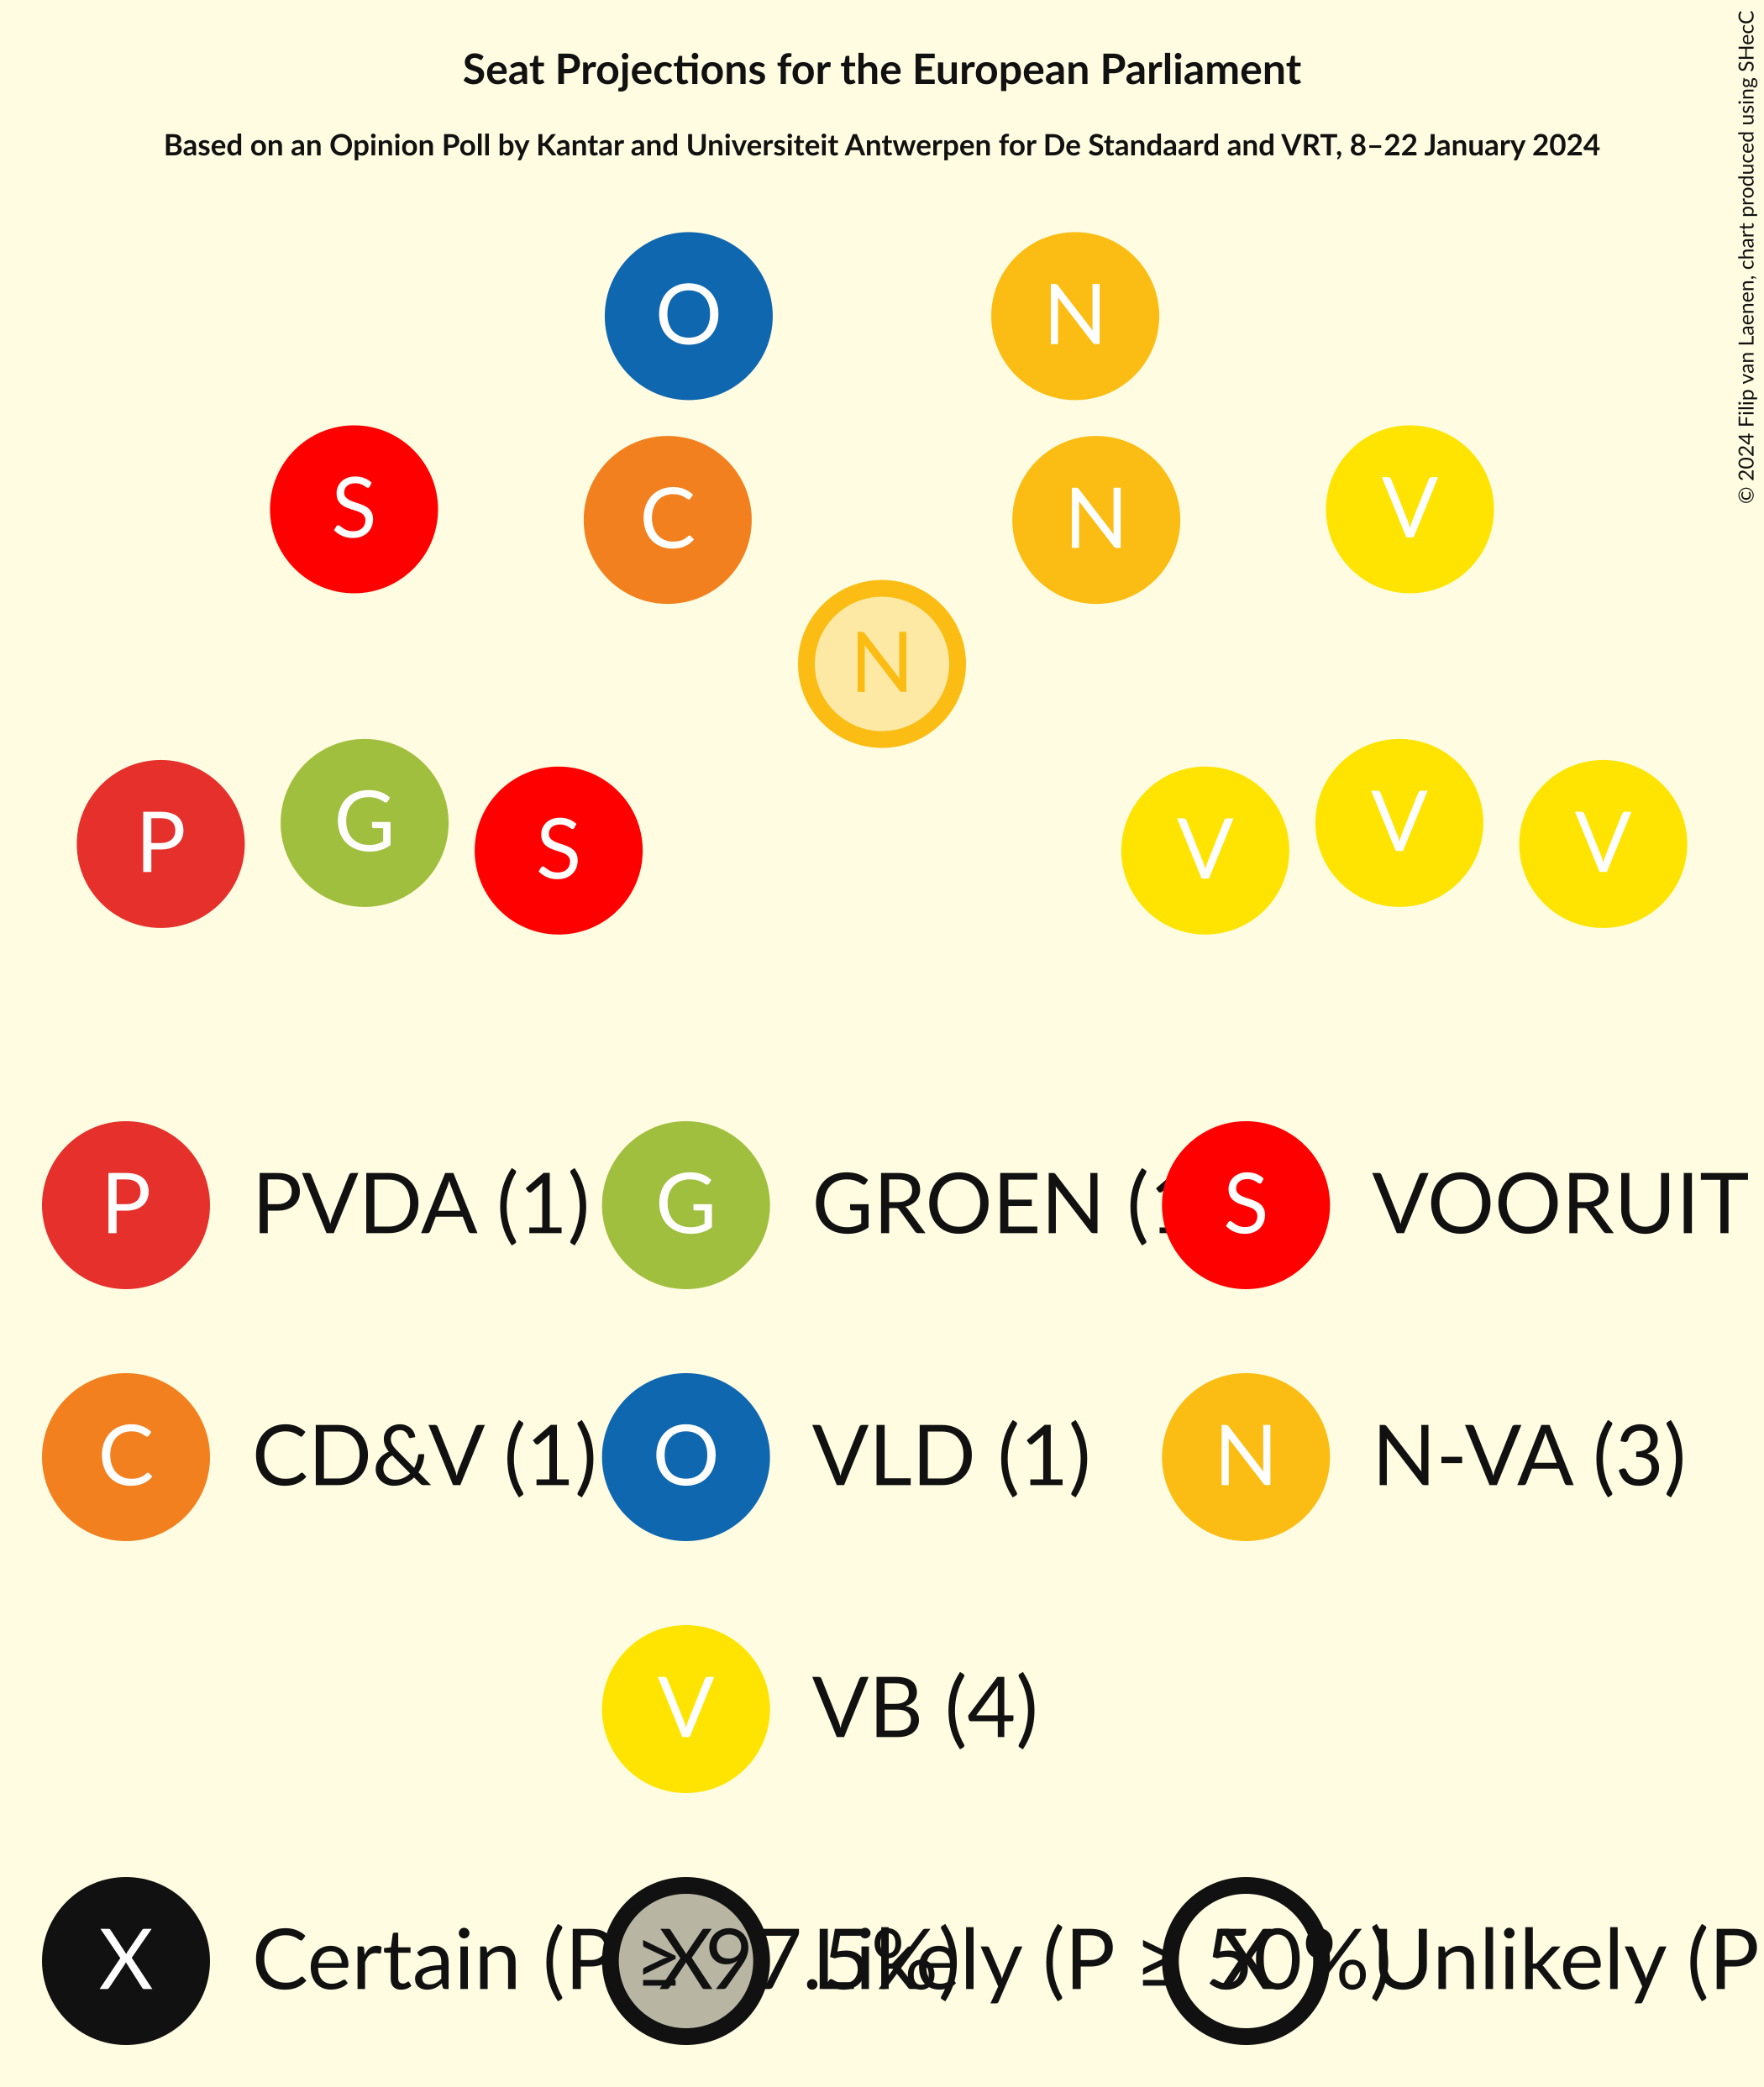 Seat Projections for the European Parliament
Based on an Opinion Poll by Kantar and Universiteit Antwerpen for De Standaard and VRT, 8–22 January 2024
© 2024 Filip van Laenen, chart produced using SHecC
O N
S C N V
N
P G S V V V
P PVDA (1) G GROEN (1 S VOORUIT
C CD&V (1) O VLD (1) N N-VA (3)
V VB (4)
X Certain (P ≥ 97.5%) X Likely (P ≥ 50%) X Unlikely (P